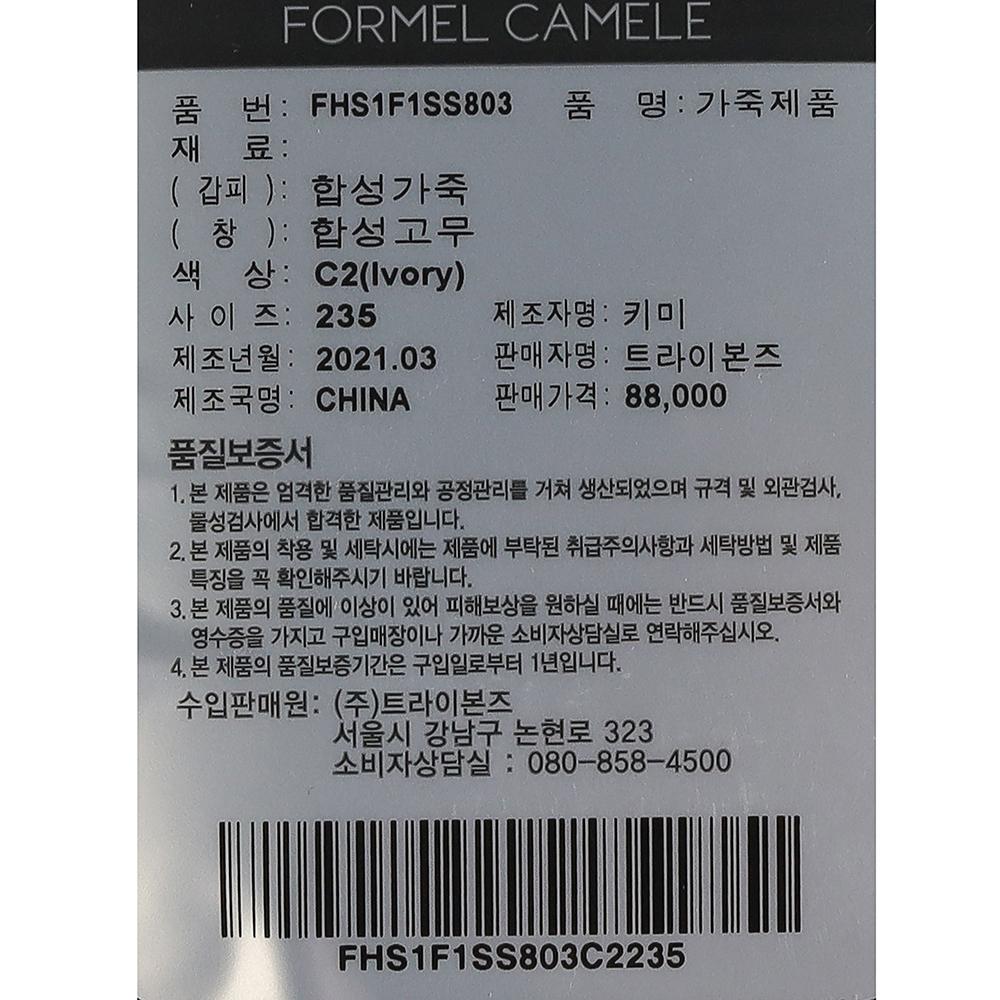 FORMEL CAMELE
품 번: FHS1F1SS803 품 명: 가죽제품
재 료:
( 갑피 ): 합성가죽
( 창 ): 합성고무
색 상: C2(Ivory)
사 이 즈: 235 제조자명: 키미
제조년월: 2021.03 판매자명: 트라이본즈
제조국명: CHINA 판매가격: 88,000
품질보증서
1. 본 제품은 엄격한 품질관리와 공정관리를 거쳐 생산되었으며 규격 및 외관검사,
물성검사에서 합격한 제품입니다.
2. 본 제품의 착용 및 세탁시에는 제품에 부탁된 취급주의사항과 세탁방법 및 제품
특징을 꼭 확인해주시기 바랍니다.
3. 본 제품의 품질에 이상이 있어 피해보상을 원하실 때에는 반드시 품질보증서와
영수증을 가지고 구입매장이나 가까운 소비자상담실로 연락해주십시오.
4. 본 제품의 품질보증기간은 구입일로부터 1년입니다.
수입판매원: (주)트라이본즈
서울시 강남구 논현로 323
소비자상담실 : 080-858-4500
FHS1F1SS803C2235